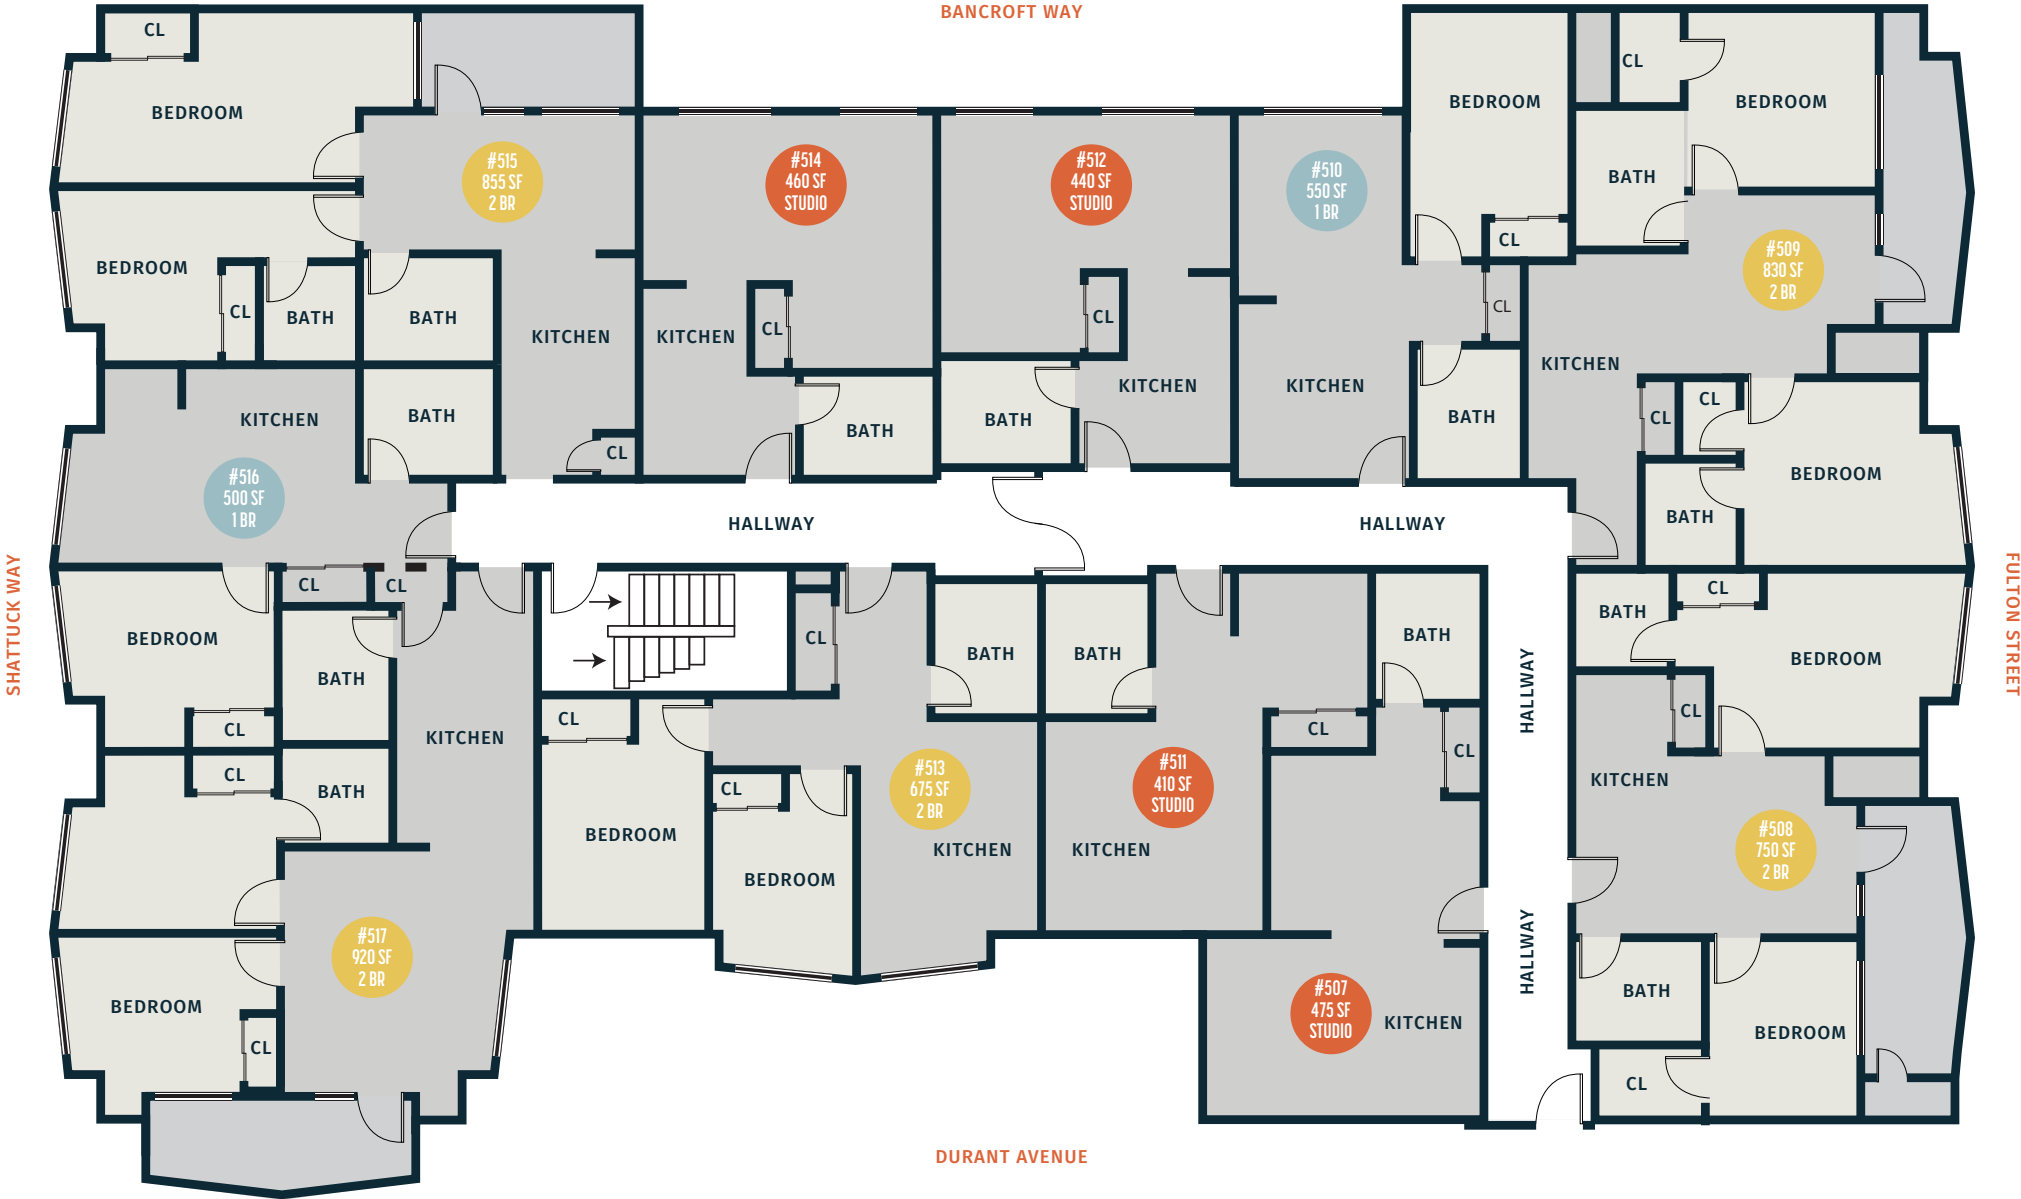 BANCROFT WAY
CL
BEDROOM
#515
855 SF
2 BR
BEDROOM
CL
BATH
BATH
KITCHEN
CL
#514
460 SF
STUDIO
KITCHEN
CL
BATH
#512
440 SF
STUDIO
CL
KITCHEN
BATH
#510
550 SF
1 BR
BEDROOM
CL
CL
KITCHEN
BATH
CL
BEDROOM
BATH
#509
830 SF
2 BR
KITCHEN
CL
CL
BEDROOM
BATH
KITCHEN
BATH
#516
500 SF
1 BR
CL
CL
BEDROOM
BATH
CL
HALLWAY
HALLWAY
SHATTUCK WAY
FULTON STREET
CL
BATH
KITCHEN
#517
920 SF
2 BR
BEDROOM
CL
CL
BATH
CL
BEDROOM
CL
BEDROOM
#513
675 SF
2 BR
KITCHEN
BATH
#511
410 SF
STUDIO
KITCHEN
CL
BATH
CL
#507
475 SF
STUDIO
KITCHEN
HALLWAY
HALLWAY
BATH
CL
BEDROOM
CL
KITCHEN
#508
750 SF
2 BR
BATH
BEDROOM
CL
DURANT AVENUE